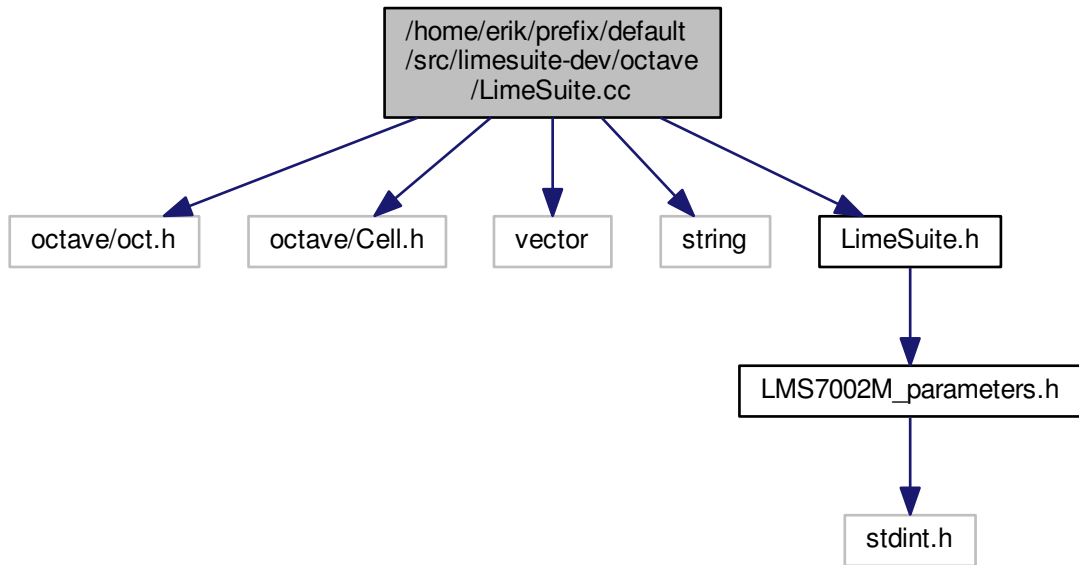 /home/erik/prefix/default
/src/limesuite-dev/octave
/LimeSuite.cc
octave/oct.h
octave/Cell.h
vector
string
LimeSuite.h
LMS7002M_parameters.h
stdint.h